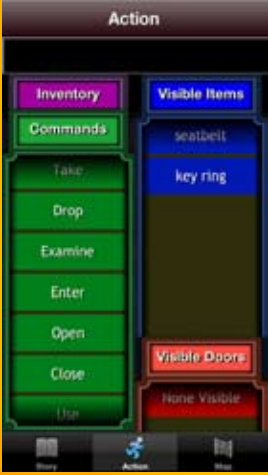 Action
Inventory
Commands
Take
Drop
Examine
Enter
Open
Close
Use
Visible Items
seatbelt
key ring
Visible Doors
None Visible
Story
Action
Map